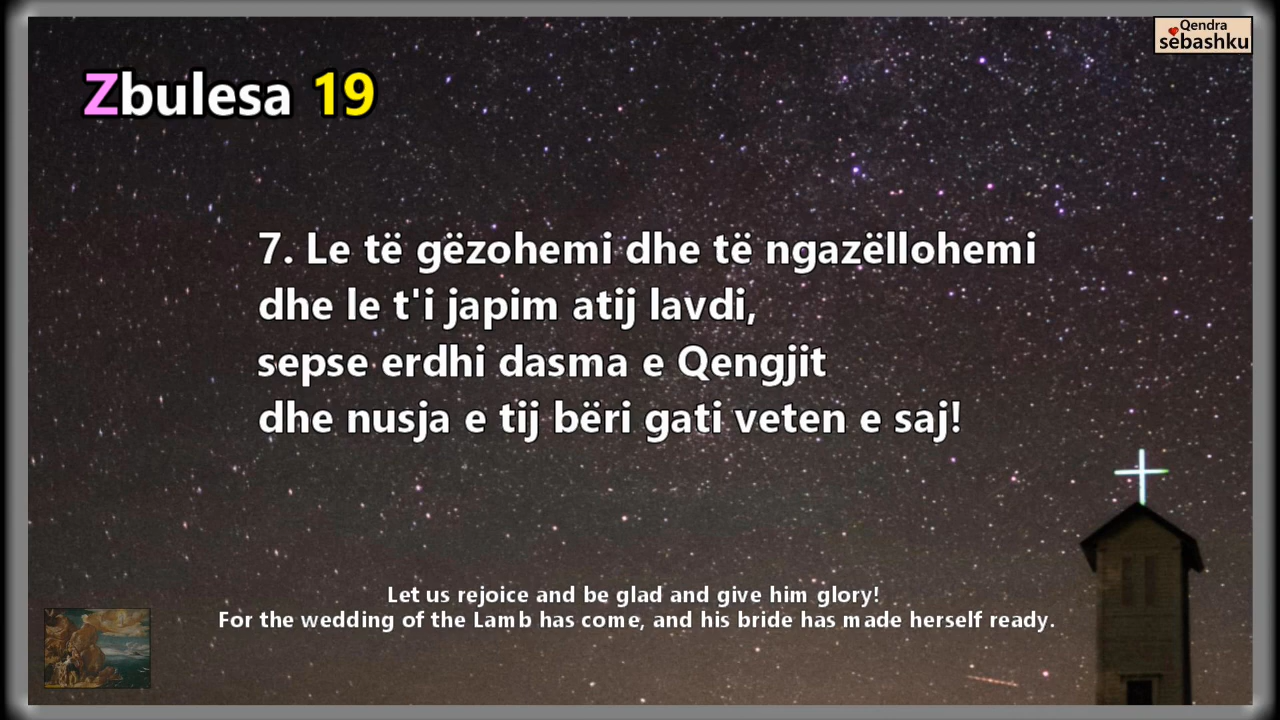 Qendra
sëbashku
Zbulesa 19
7. Le të gëzohemi dhe të ngazëllohemi
dhe le t'i japim atij lavdi,
sepse erdhi dasma e Qengjit
dhe nusja e tij bëri gati veten e saj!
Let us rejoice and be glad and give him glory!
For the wedding of the Lamb has come, and his bride has made herself ready.